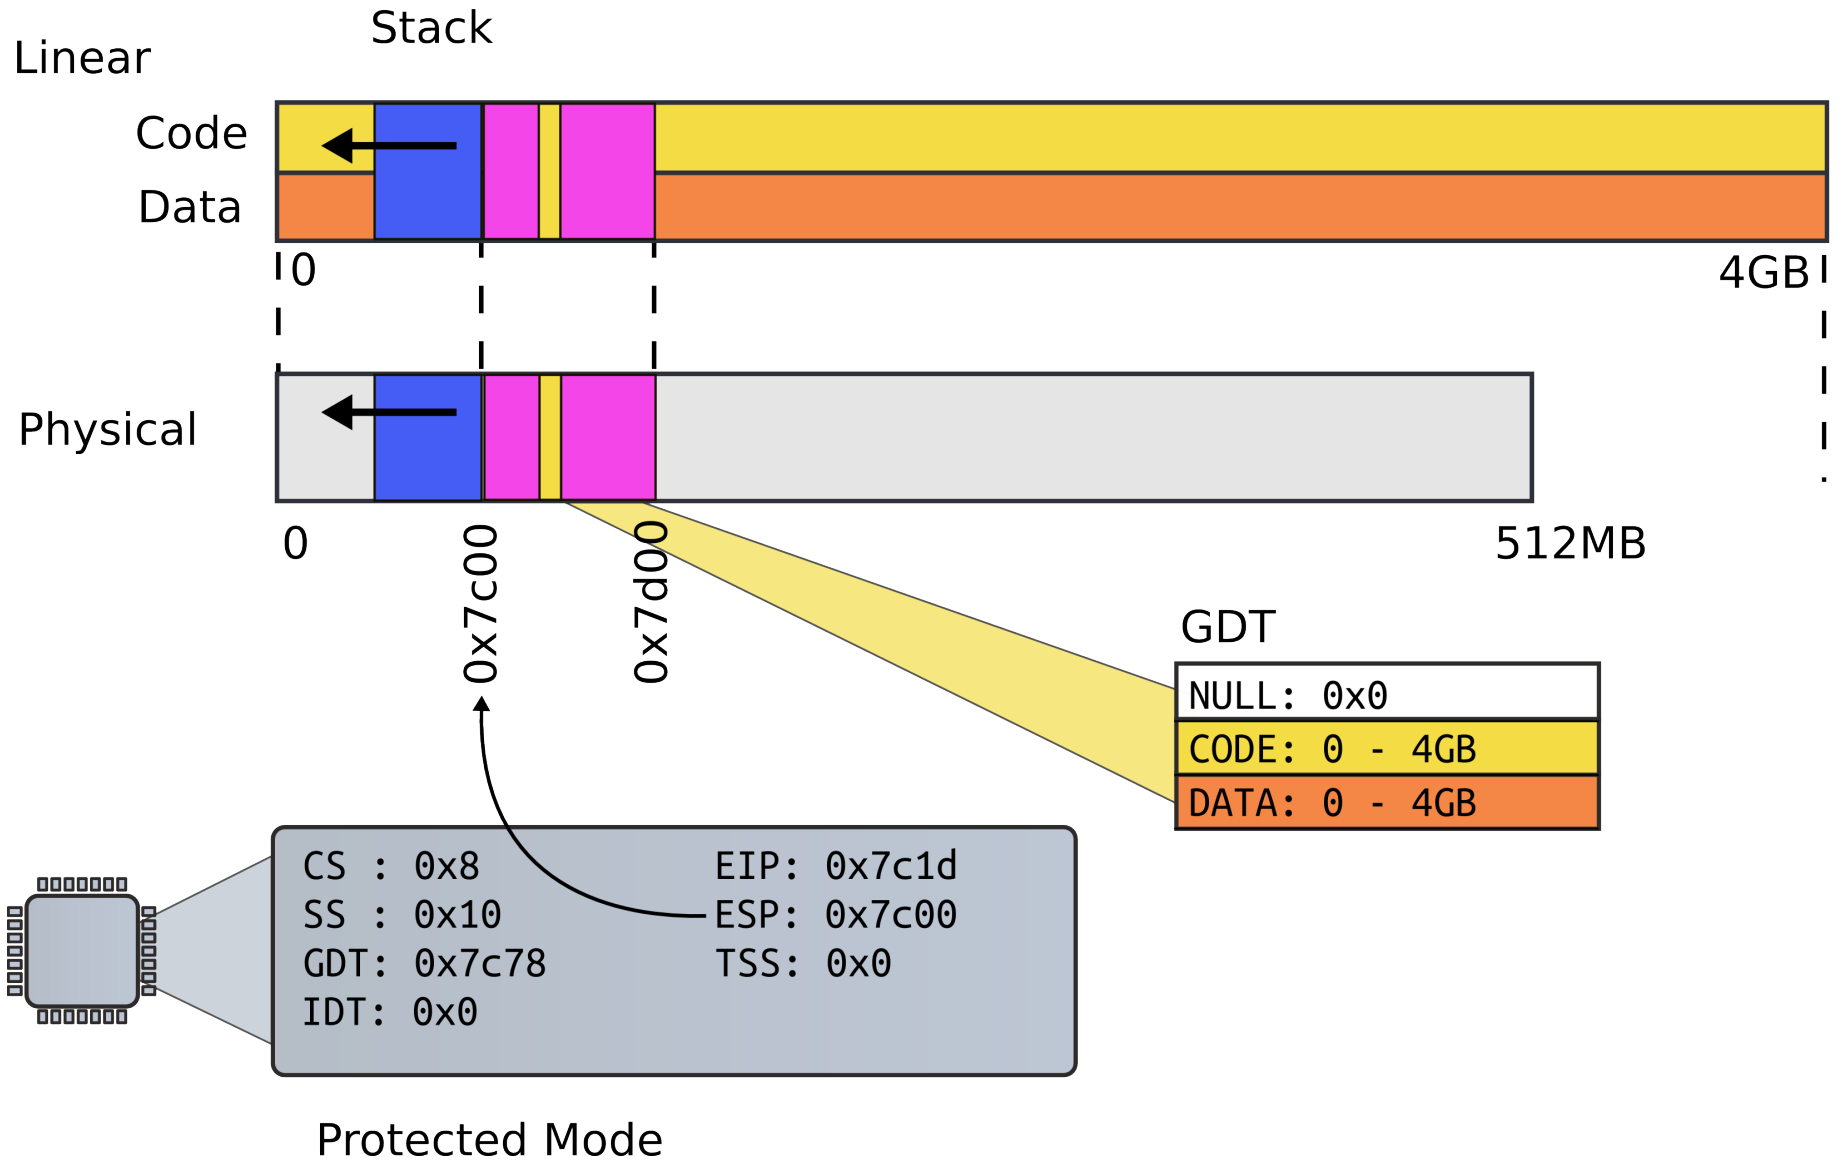 Stack
Linear
Code
Data
0
4GB
Physical
0
0x7c00
0x7d00
512MB
GDT
NULL: 0x0
CODE: 0 - 4GB
DATA: 0 - 4GB
CS : 0x8
EIP: 0x7c1d
SS : 0x10
ESP: 0x7c00
GDT: 0x7c78
TSS: 0x0
IDT: 0x0
Protected Mode